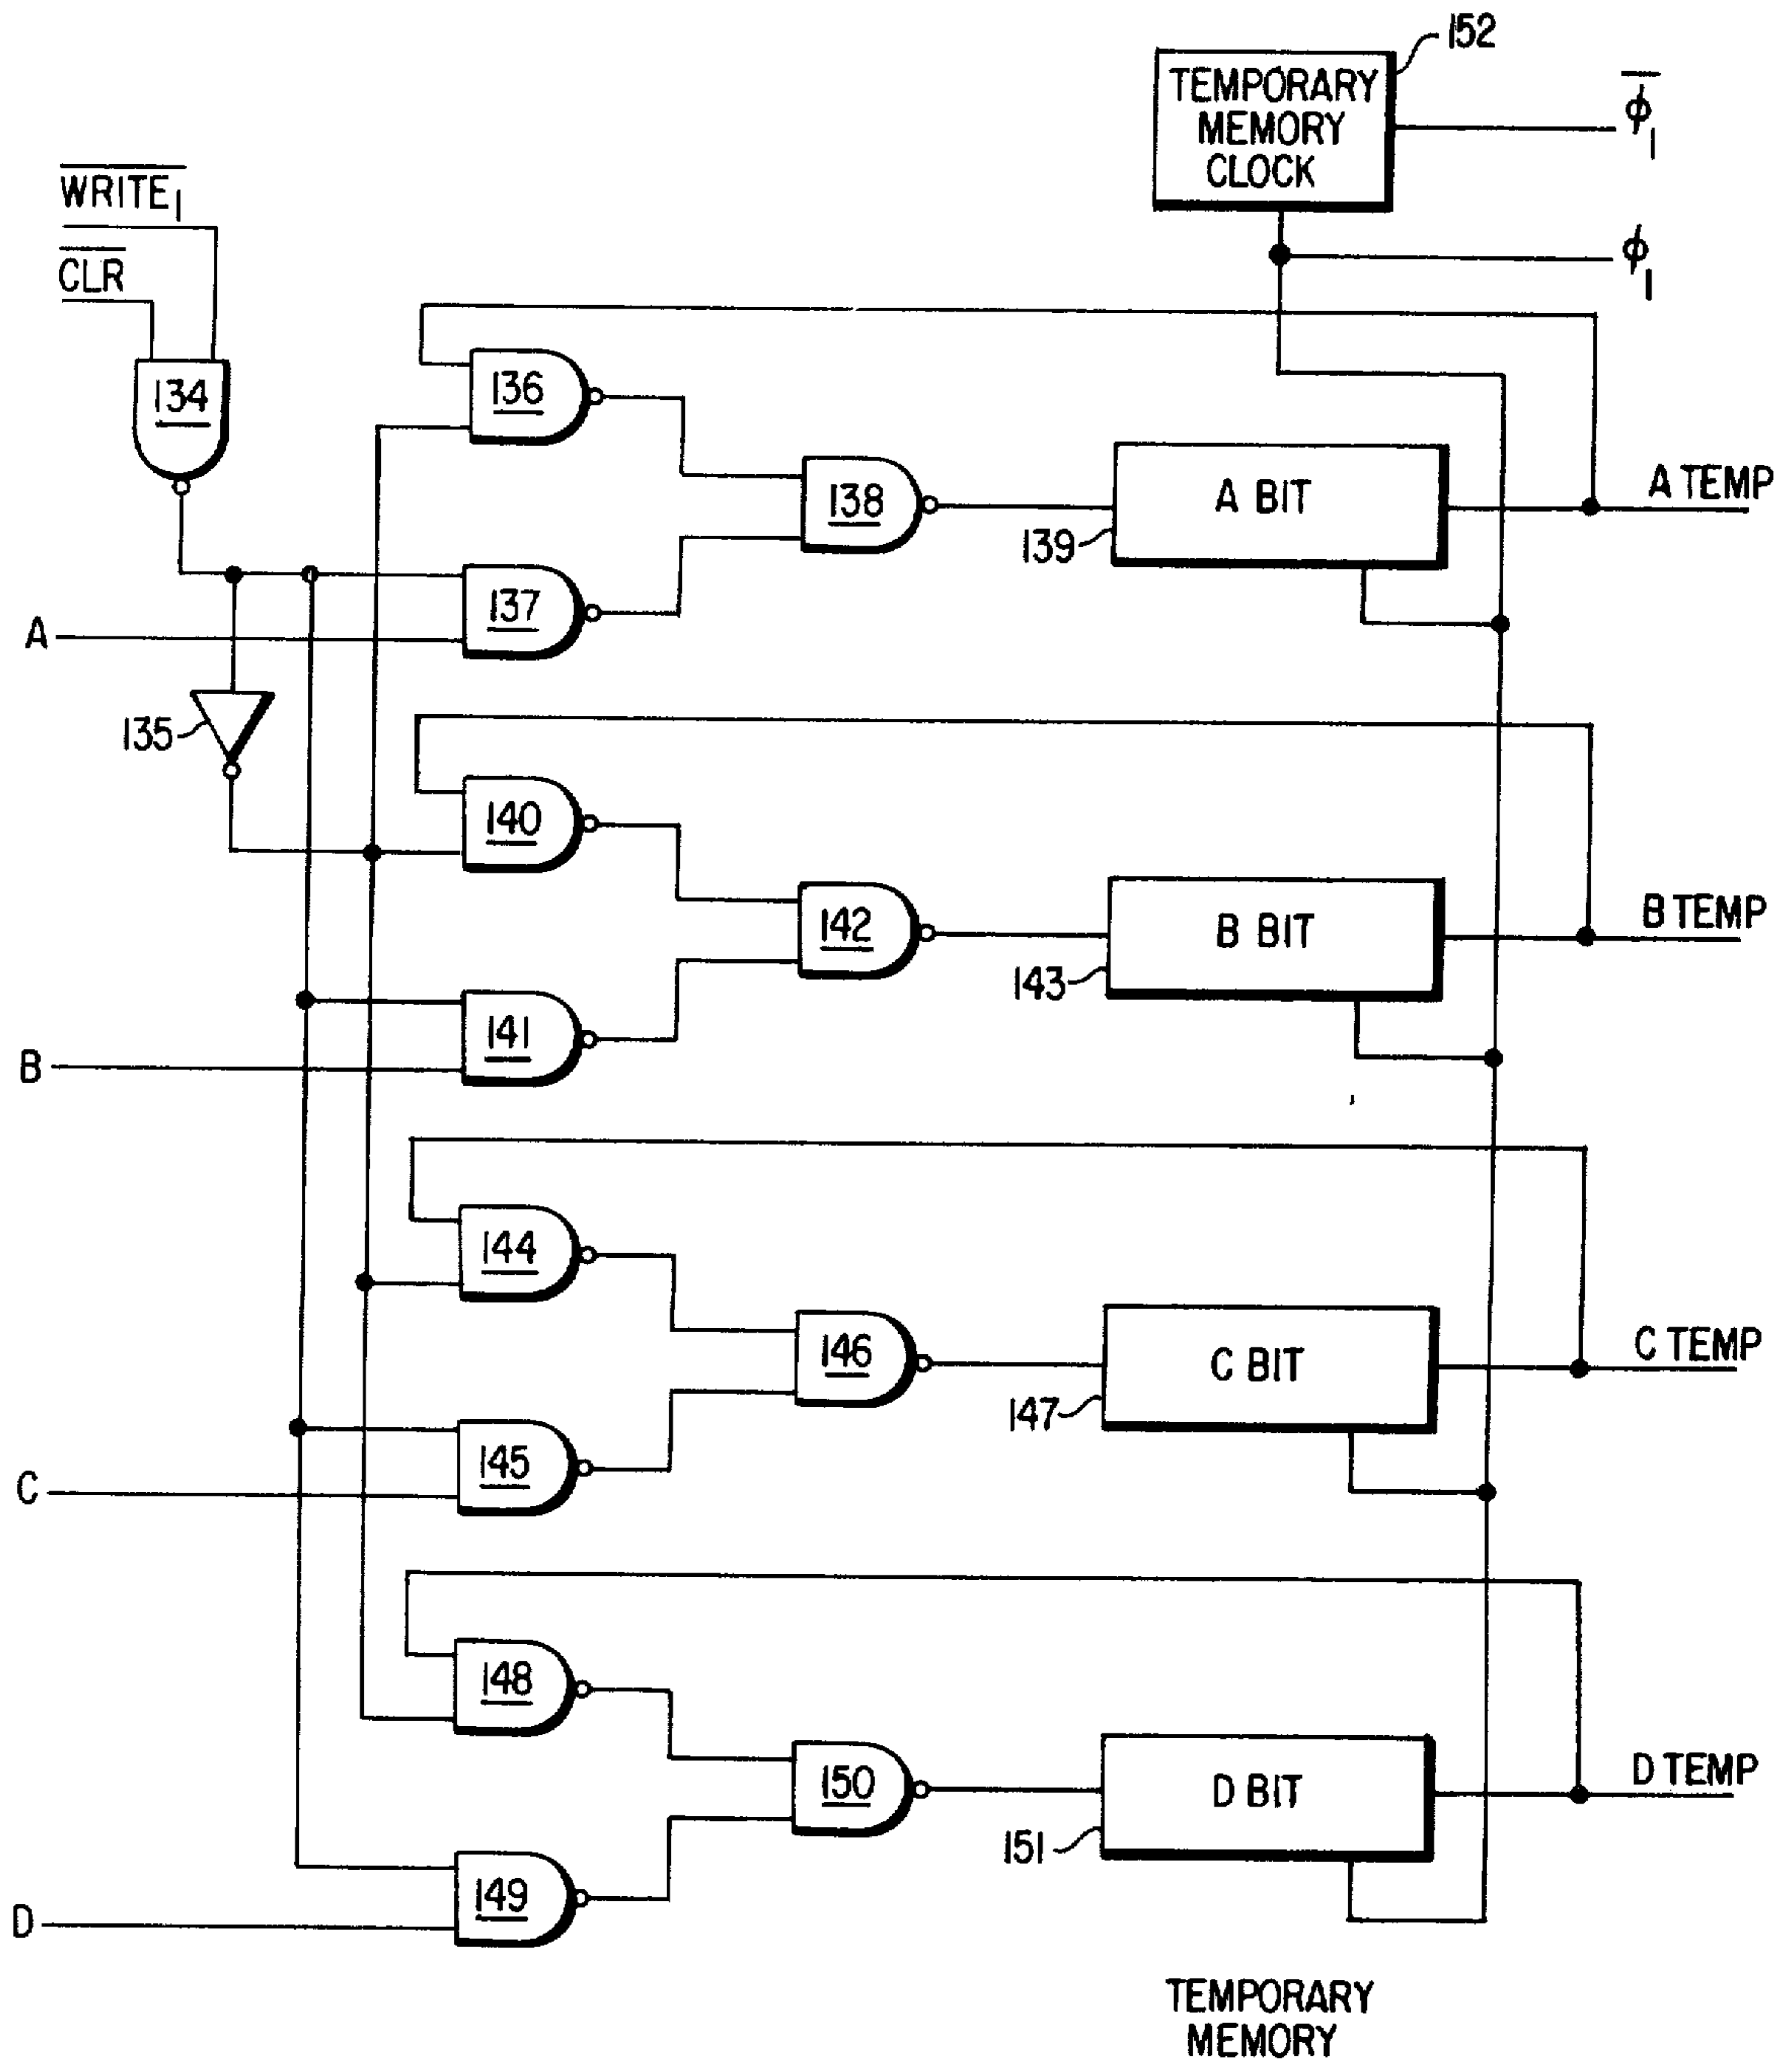 152
TEMPORARY
MEMORY
CLOCK
ϕ̅₁
WRITE₁
ϕ₁
CLR
134
136
138
A BIT
A TEMP
139
137
A
135
140
142
B BIT
B TEMP
143
141
B
144
146
C BIT
C TEMP
147
145
C
148
150
D BIT
D TEMP
151
149
D
TEMPORARY
MEMORY